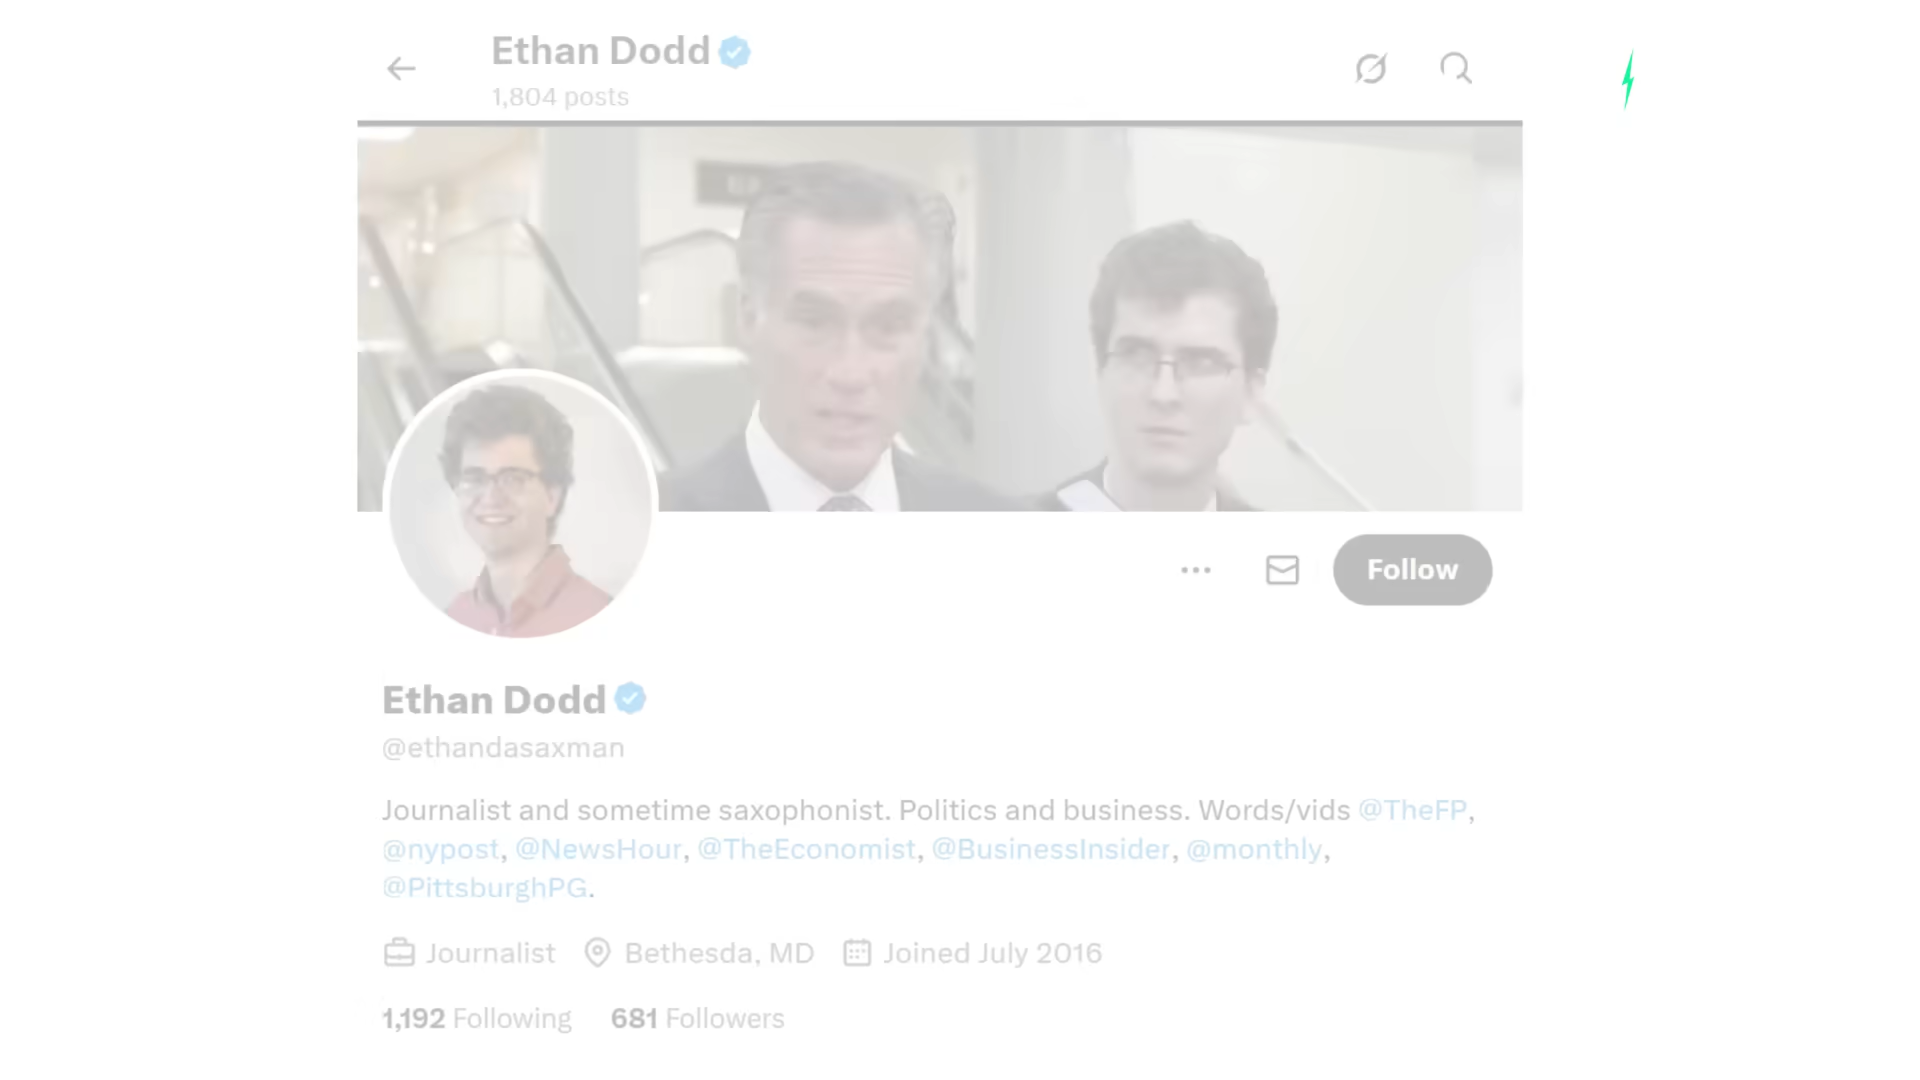 Ethan Dodd
1,804 posts
Follow
Ethan Dodd
@ethandasaxman
Journalist and sometime saxophonist. Politics and business. Words/vids @TheFP,
@nypost, @NewsHour, @TheEconomist, @BusinessInsider, @monthly,
@PittsburghPG.
Journalist Bethesda, MD Joined July 2016
1,192 Following 681 Followers